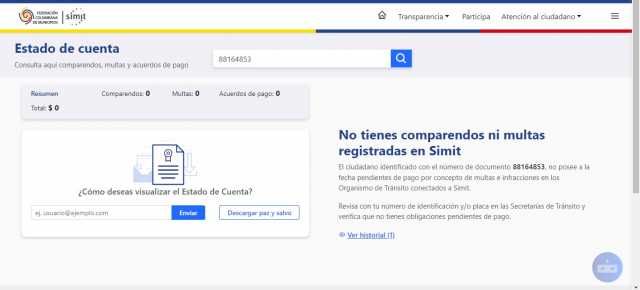 FEDERACIÓN
COLOMBIANA
DE MUNICIPIOS
simit
Transparencia
Participa
Atención al ciudadano
Estado de cuenta
Consulta aquí comparendos, multas y acuerdos de pago
88164853
Resumen
Comparendos: 0
Multas: 0
Acuerdos de pago: 0
Total: $ 0
¿Cómo deseas visualizar el Estado de Cuenta?
ej. usuario@ejemplo.com
Enviar
Descargar paz y salvo
No tienes comparendos ni multas
registradas en Simit
El ciudadano identificado con el número de documento 88164853, no posee a la
fecha pendientes de pago por concepto de multas e infracciones en los
Organismo de Tránsito conectados a Simit.
Revisa con tu número de identificación y/o placa en las Secretarías de Tránsito y
verifica que no tienes obligaciones pendientes de pago.
Ver historial (1)